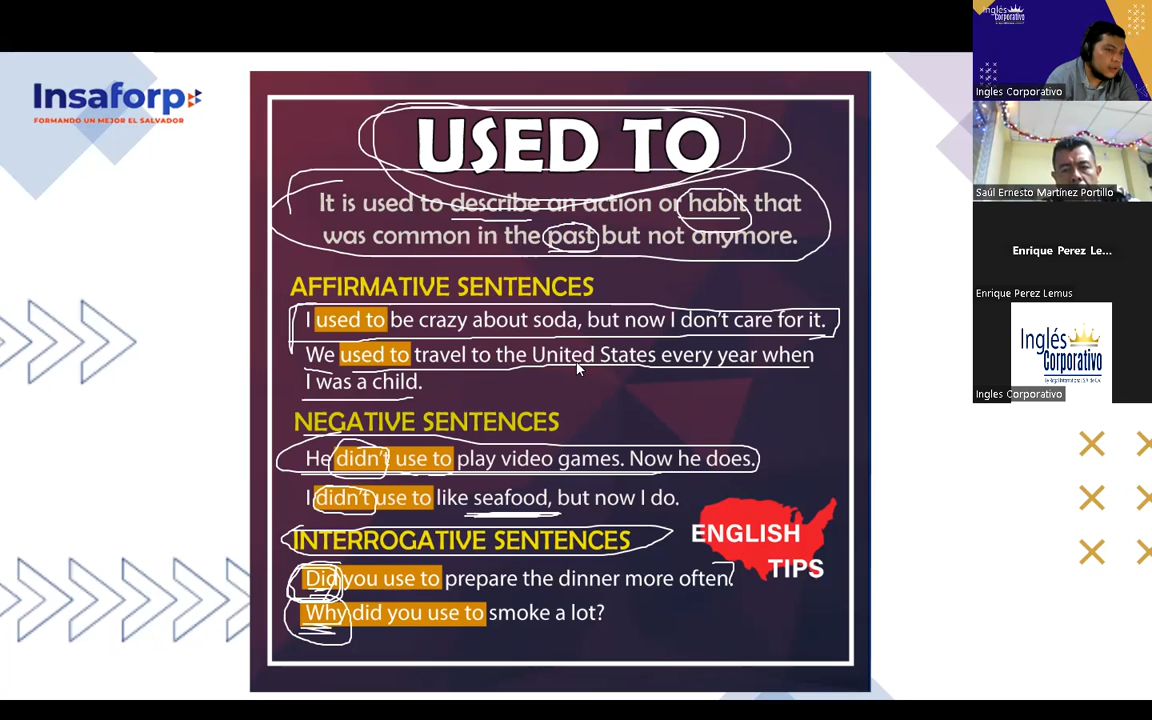 Insaforp
FORMANDO UN MEJOR EL SALVADOR
USED TO
It is used to describe an action or habit that
was common in the past but not anymore.
AFFIRMATIVE SENTENCES
I used to be crazy about soda, but now I don't care for it.
We used to travel to the United States every year when
I was a child.
NEGATIVE SENTENCES
He didn't use to play video games. Now he does.
I didn't use to like seafood, but now I do.
INTERROGATIVE SENTENCES
Did you use to prepare the dinner more often.
Why did you use to smoke a lot?
ENGLISH
TIPS
Inglés
Corporativo
Ingles Corporativo
Saúl Ernesto Martínez Portillo
Enrique Perez Le...
Enrique Perez Lemus
Inglés
Corporativo
Ingles Corporativo